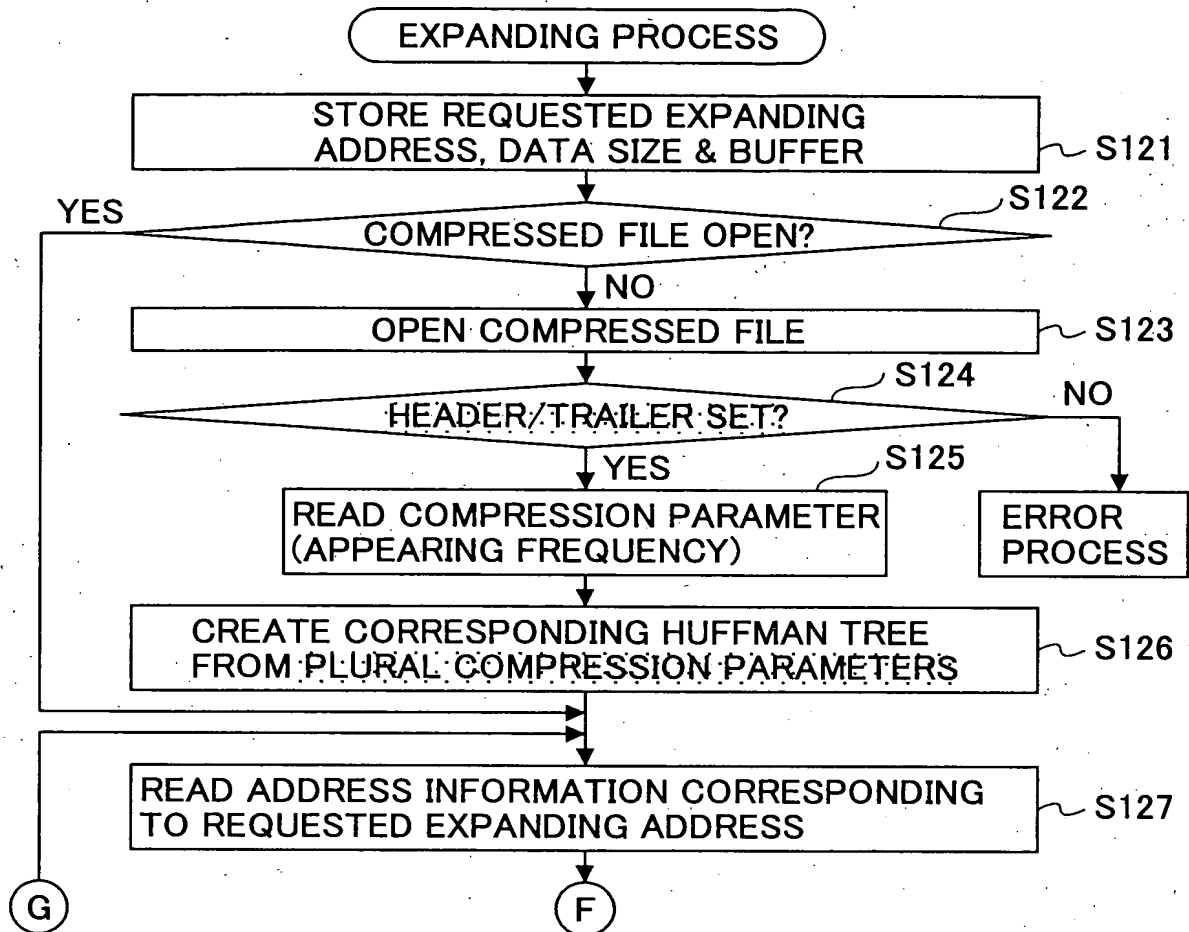 EXPANDING PROCESS
STORE REQUESTED EXPANDING
ADDRESS, DATA SIZE & BUFFER
S121
YES
S122
COMPRESSED FILE OPEN?
NO
OPEN COMPRESSED FILE
S123
S124
NO
HEADER/TRAILER SET?
YES
S125
READ COMPRESSION PARAMETER
(APPEARING FREQUENCY)
ERROR
PROCESS
CREATE CORRESPONDING HUFFMAN TREE
FROM PLURAL COMPRESSION PARAMETERS
S126
READ ADDRESS INFORMATION CORRESPONDING
TO REQUESTED EXPANDING ADDRESS
S127
G
F